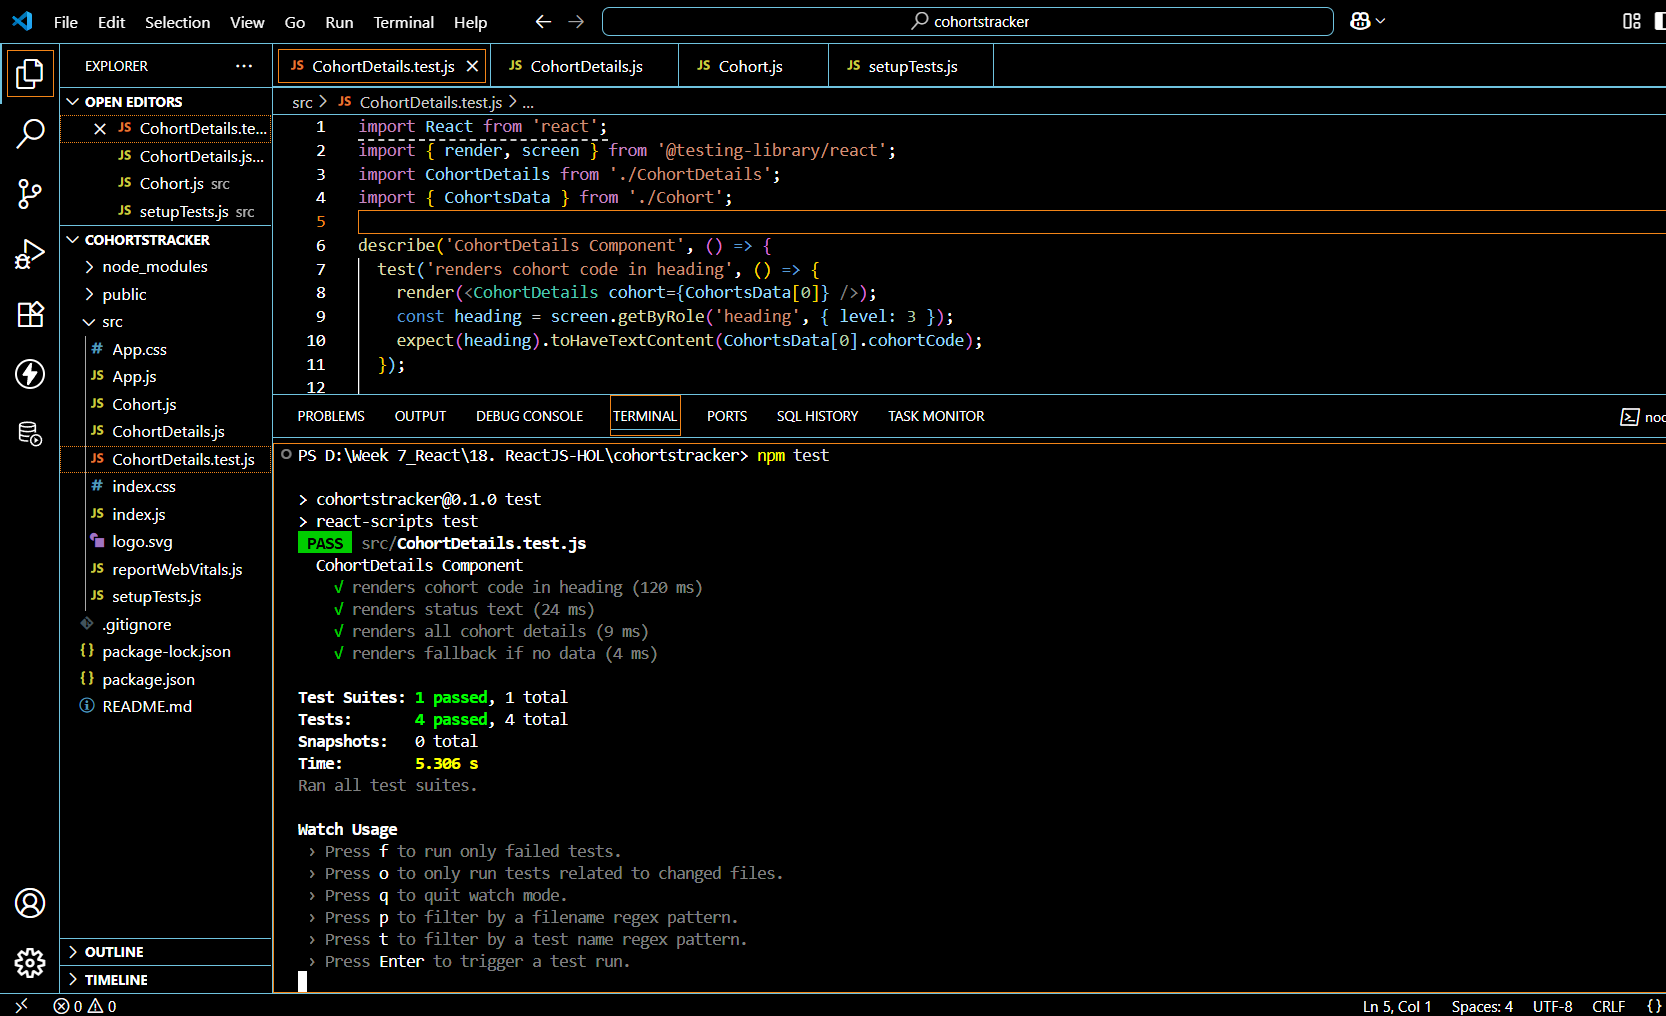 File Edit Selection View Go Run Terminal Help
cohortstracker
EXPLORER
OPEN EDITORS
JS CohortDetails.te...
JS CohortDetails.js...
JS Cohort.js src
JS setupTests.js src
COHORTSTRACKER
node_modules
public
src
# App.css
JS App.js
JS Cohort.js
JS CohortDetails.js
JS CohortDetails.test.js
# index.css
JS index.js
logo.svg
JS reportWebVitals.js
JS setupTests.js
.gitignore
{} package-lock.json
{} package.json
README.md
OUTLINE
TIMELINE
JS CohortDetails.test.js
JS CohortDetails.js
JS Cohort.js
JS setupTests.js
src > JS CohortDetails.test.js > ...
1 import React from 'react';
2 import { render, screen } from '@testing-library/react';
3 import CohortDetails from './CohortDetails';
4 import { CohortsData } from './Cohort';
5
6 describe('CohortDetails Component', () => {
7 test('renders cohort code in heading', () => {
8 render(<CohortDetails cohort={CohortsData[0]} />);
9 const heading = screen.getByRole('heading', { level: 3 });
10 expect(heading).toHaveTextContent(CohortsData[0].cohortCode);
11 });
12
PROBLEMS OUTPUT DEBUG CONSOLE TERMINAL PORTS SQL HISTORY TASK MONITOR
PS D:\Week 7_React\18. ReactJS-HOL\cohortstracker> npm test
> cohortstracker@0.1.0 test
> react-scripts test
PASS src/CohortDetails.test.js
CohortDetails Component
√ renders cohort code in heading (120 ms)
√ renders status text (24 ms)
√ renders all cohort details (9 ms)
√ renders fallback if no data (4 ms)
Test Suites: 1 passed, 1 total
Tests: 4 passed, 4 total
Snapshots: 0 total
Time: 5.306 s
Ran all test suites.
Watch Usage
› Press f to run only failed tests.
› Press o to only run tests related to changed files.
› Press q to quit watch mode.
› Press p to filter by a filename regex pattern.
› Press t to filter by a test name regex pattern.
› Press Enter to trigger a test run.
0 0
Ln 5, Col 1 Spaces: 4 UTF-8 CRLF {}